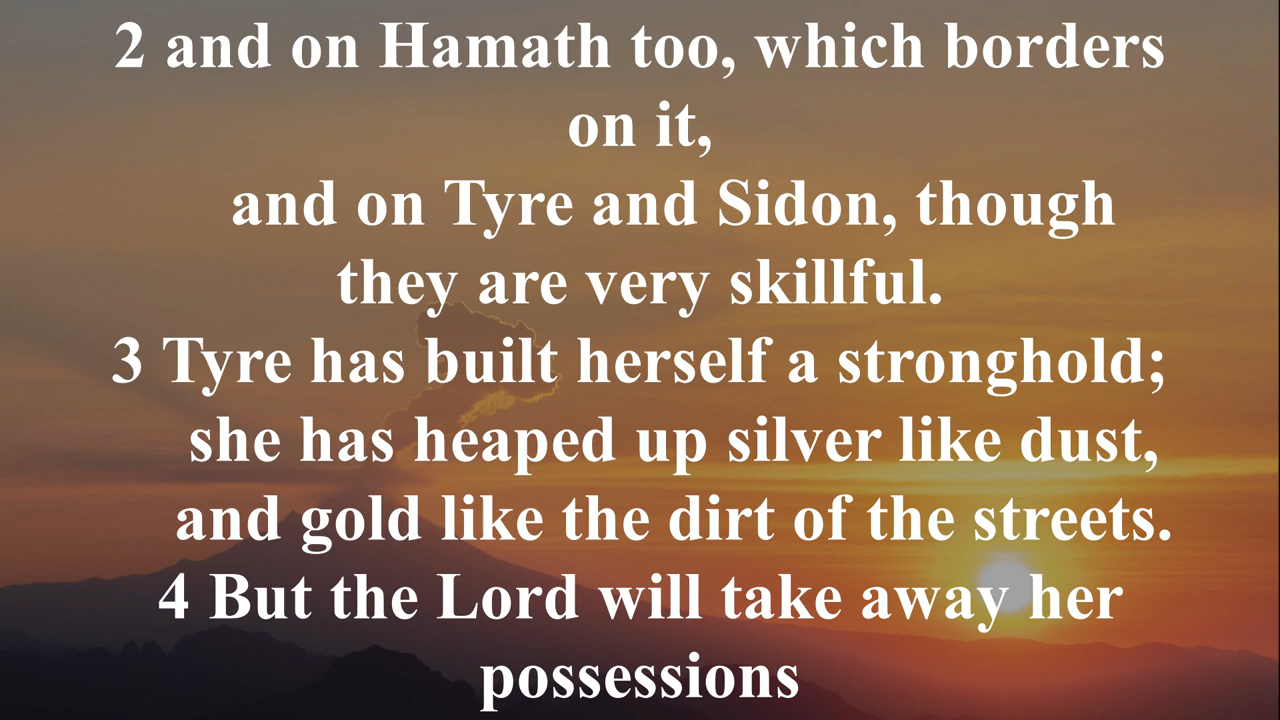 2 and on Hamath too, which borders
on it,
and on Tyre and Sidon, though
they are very skillful.
3 Tyre has built herself a stronghold;
she has heaped up silver like dust,
and gold like the dirt of the streets.
4 But the Lord will take away her
possessions